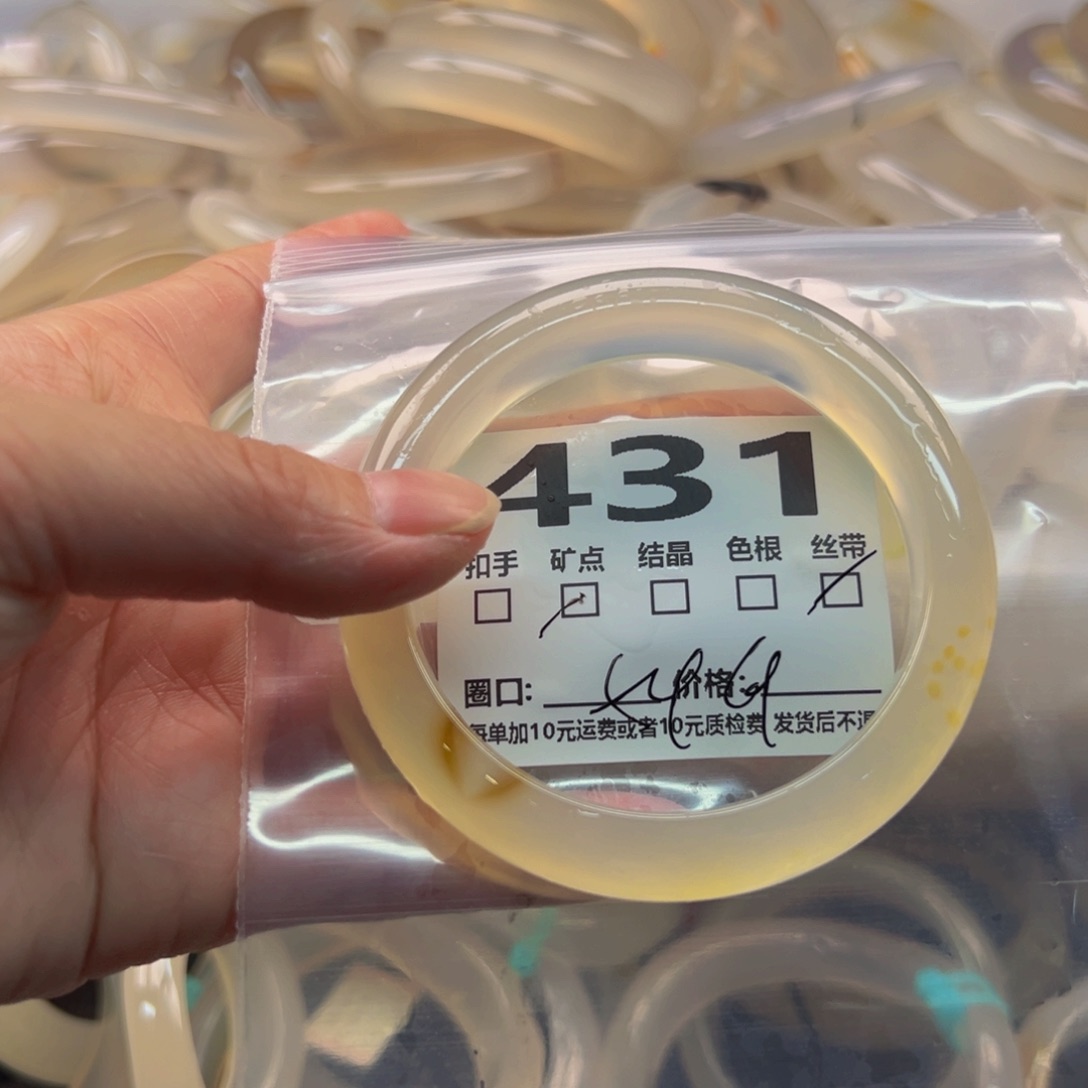 431
扣手 矿点 结晶 色根 丝带
圈口: 价格:
每单加10元运费或者10元质检费 发货后不退